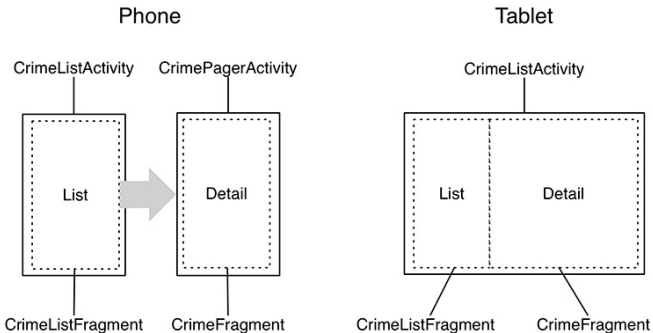 Phone
Tablet
CrimeListActivity
CrimePagerActivity
CrimeListActivity
List
Detail
List
Detail
CrimeListFragment
CrimeFragment
CrimeListFragment
CrimeFragment